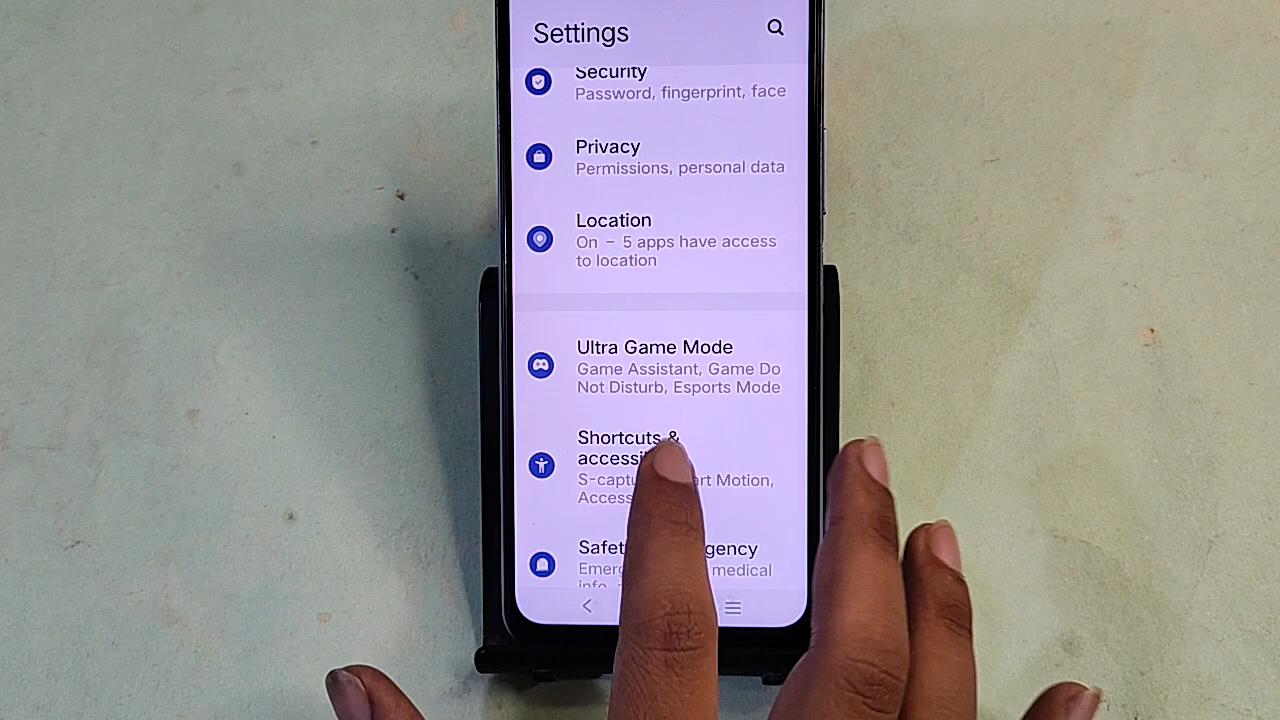 Settings
Security
Password, fingerprint, face
Privacy
Permissions, personal data
Location
On – 5 apps have access
to location
Ultra Game Mode
Game Assistant, Game Do
Not Disturb, Esports Mode
Shortcuts &
S-captu rt Motion,
medical